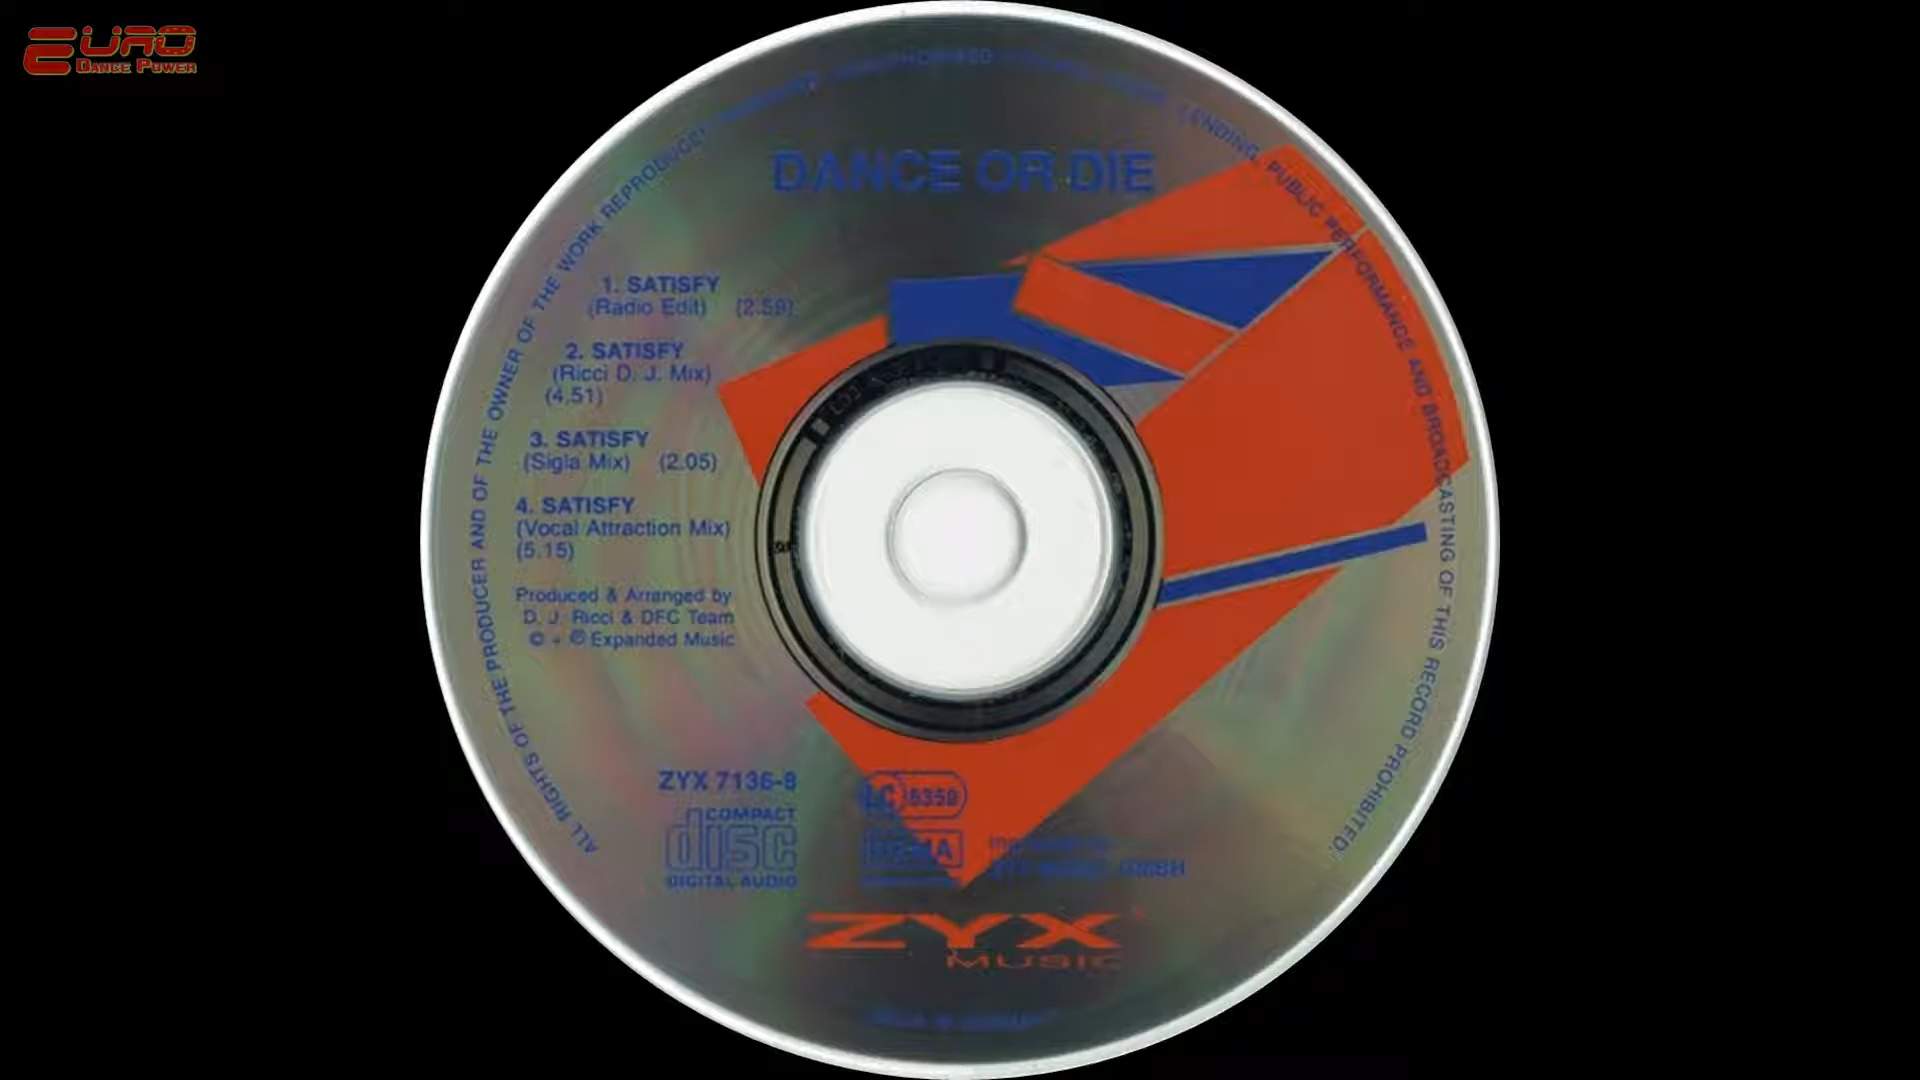 EURO
DANCE POWER
DANCE OR DIE
1. SATISFY
(Radio Edit) (2.59)
2. SATISFY
(Ricci D. J. Mix)
(4.51)
3. SATISFY
(Sigla Mix) (2.05)
4. SATISFY
(Vocal Attraction Mix)
(5.15)
Produced & Arranged by
D. J. Ricci & DFC Team
© + ℗ Expanded Music
ZYX 7136-8
COMPACT
disc
DIGITAL AUDIO
LC 6359
GEMA
GMBH
ZYX
MUSIC
ALL RIGHTS OF THE PRODUCER AND OF THE OWNER OF THE WORK REPRODUCED LENDING, PUBLIC PERFORMANCE AND BROADCASTING OF THIS RECORD PROHIBITED!